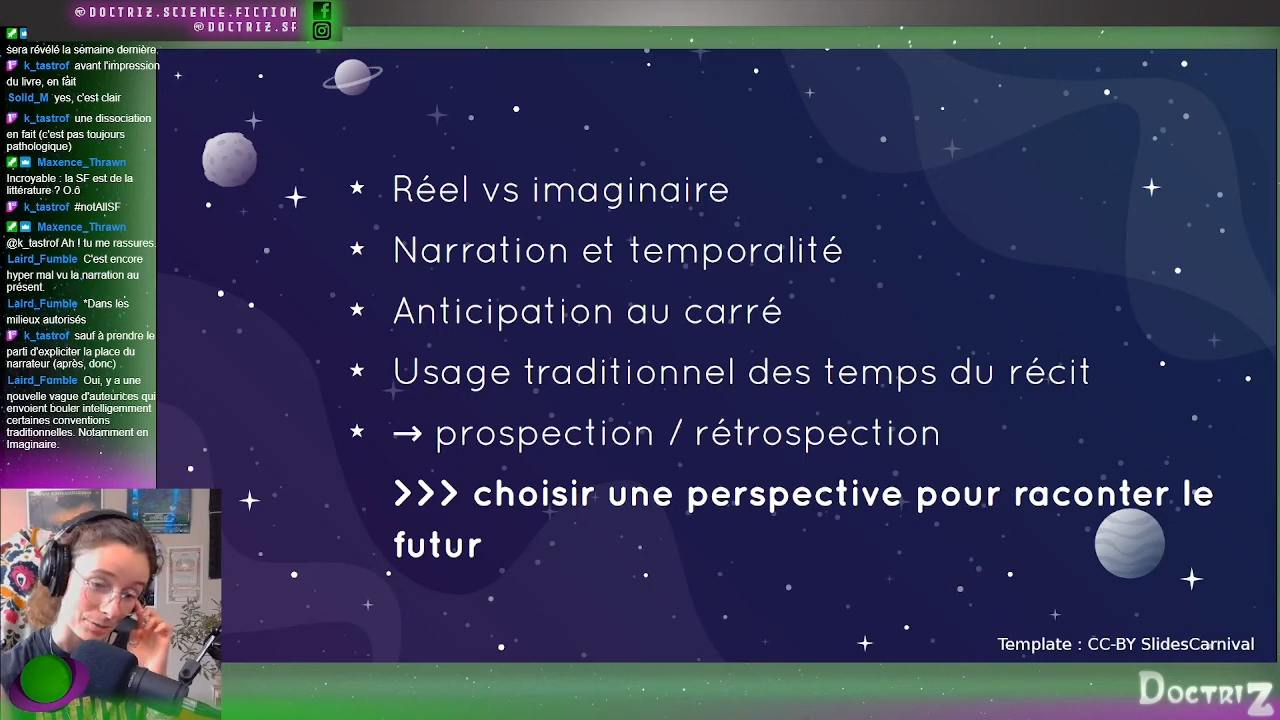 @DOCTRIZ.SCIENCE.FICTION
@DOCTRIZ.SF
sera révélé la semaine dernière.
k_tastrof avant l'impression
du livre, en fait
Solid_M yes, c'est clair
k_tastrof une dissociation
en fait (c'est pas toujours
pathologique)
Maxence_Thrawn
Incroyable : la SF est de la
littérature ? O.ô
k_tastrof #notAllSF
Maxence_Thrawn
@k_tastrof Ah ! tu me rassures.
Laird_Fumble C'est encore
hyper mal vu la narration au
présent.
Laird_Fumble *Dans les
milieux autorisés
k_tastrof sauf à prendre le
parti d'expliciter la place du
narrateur (après, donc)
Laird_Fumble Oui, y a une
nouvelle vague d'auteurices qui
envoient bouler intelligemment
certaines conventions
traditionnelles. Notamment en
Imaginaire.
Réel vs imaginaire
Narration et temporalité
Anticipation au carré
Usage traditionnel des temps du récit
→ prospection / rétrospection
>>> choisir une perspective pour raconter le
futur
Template : CC-BY SlidesCarnival
DOCTRIZ